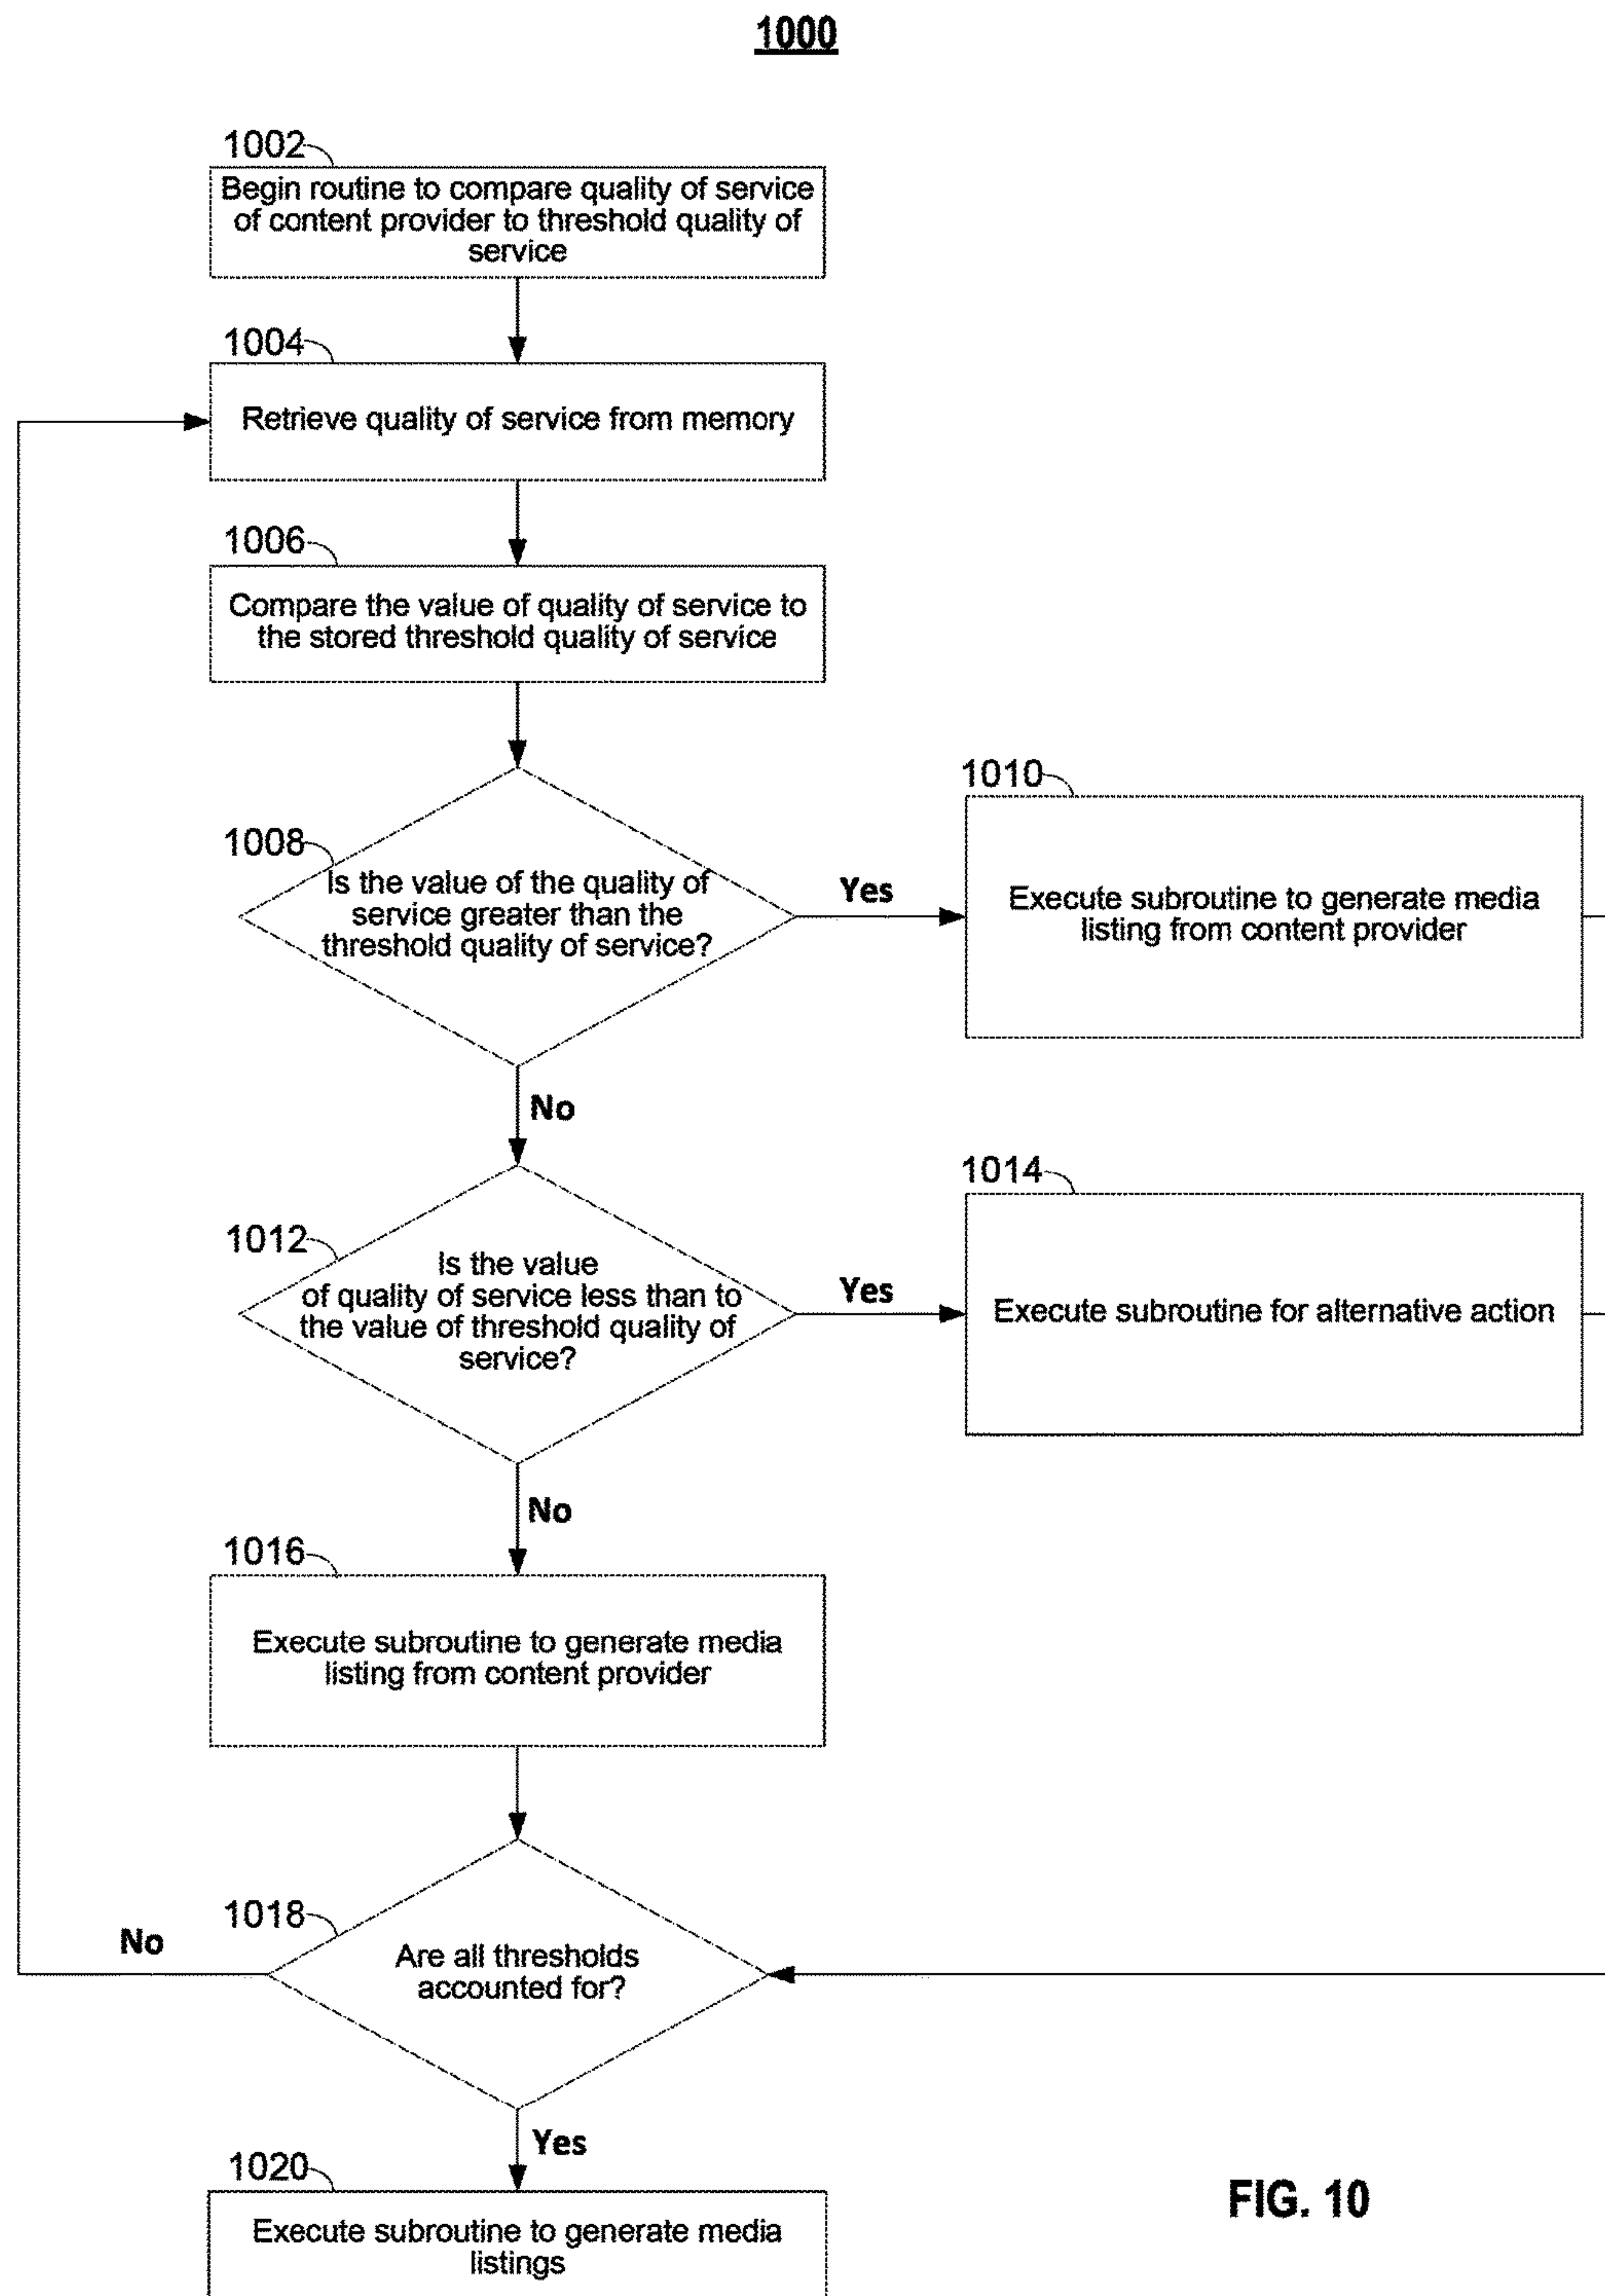 1000
1002
Begin routine to compare quality of service
of content provider to threshold quality of
service
1004
Retrieve quality of service from memory
1006
Compare the value of quality of service to
the stored threshold quality of service
1008
Is the value of the quality of
service greater than the
threshold quality of service?
Yes
1010
Execute subroutine to generate media
listing from content provider
No
1012
Is the value
of quality of service less than to
the value of threshold quality of
service?
Yes
1014
Execute subroutine for alternative action
No
1016
Execute subroutine to generate media
listing from content provider
1018
Are all thresholds
accounted for?
No
Yes
1020
Execute subroutine to generate media
listings
FIG. 10